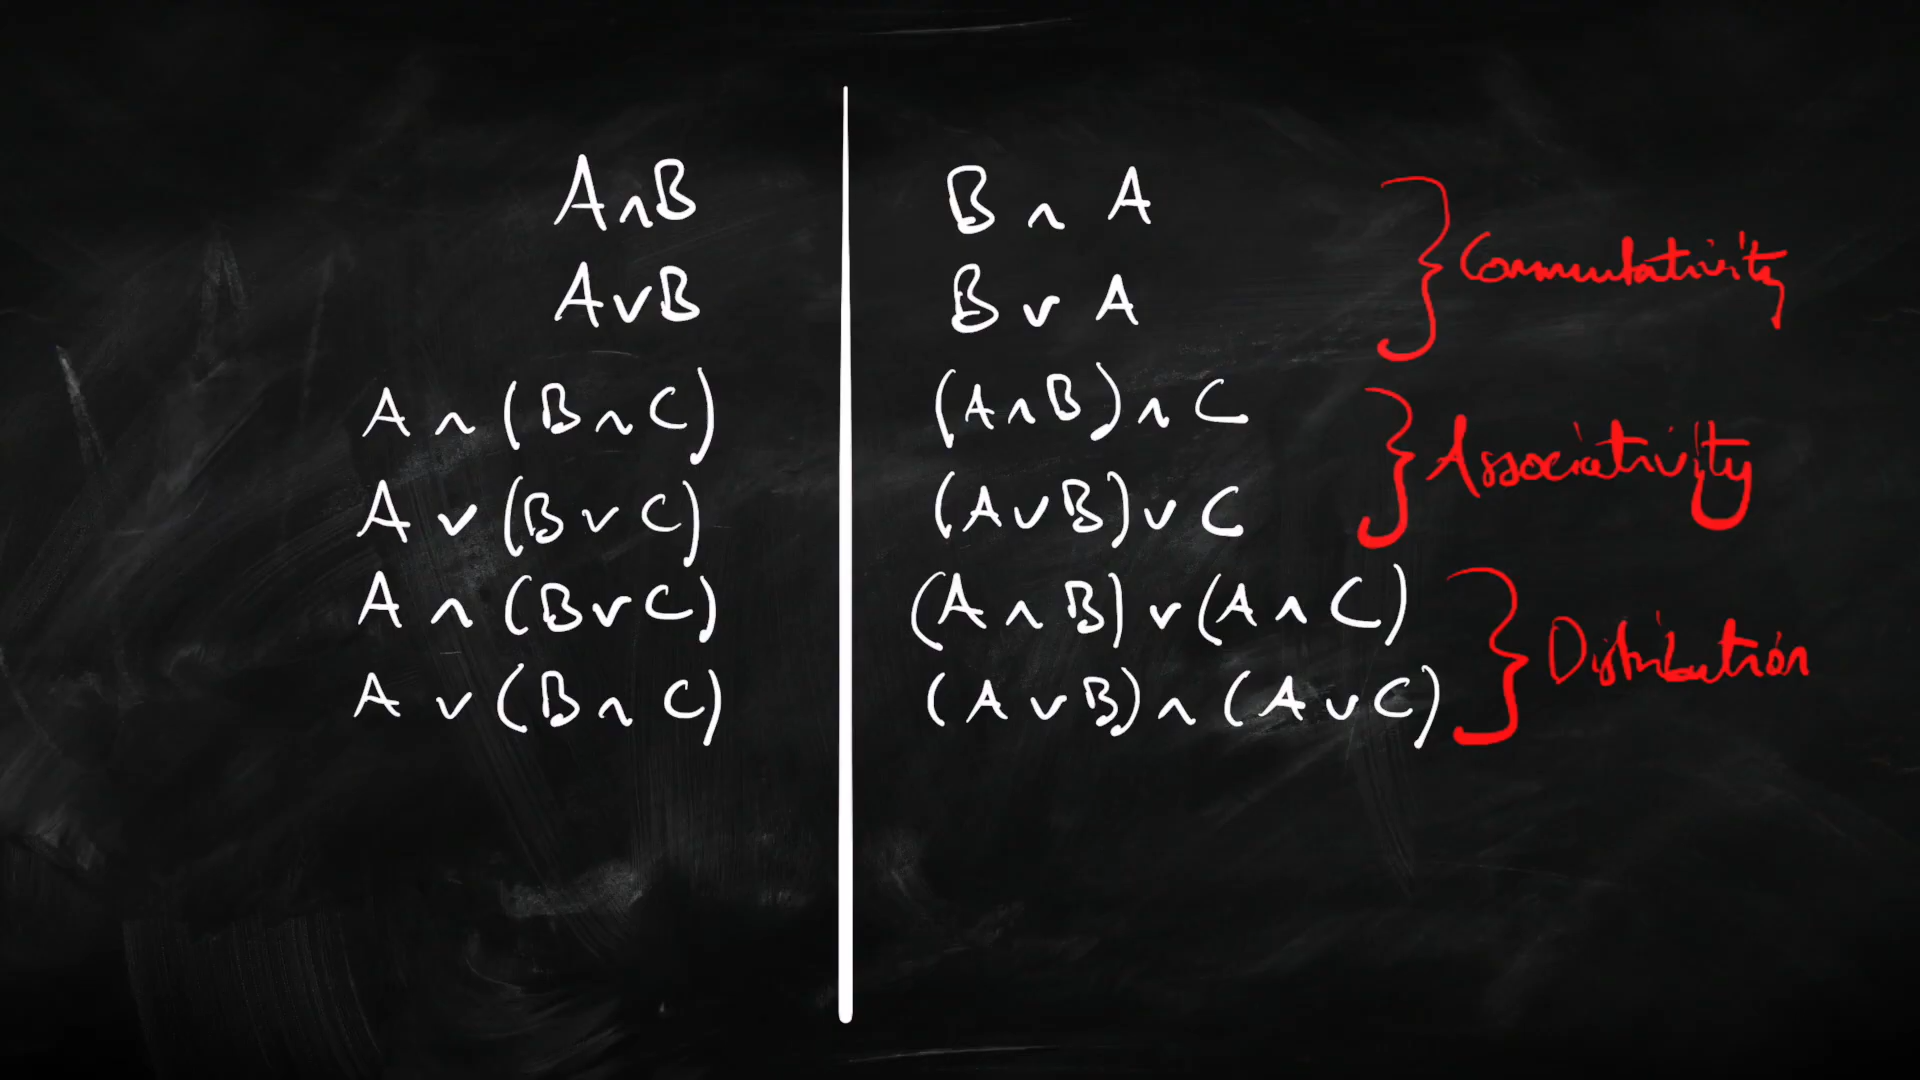 A ∧ B B ∧ A
A ∨ B B ∨ A
Commutativity
A ∧ (B ∧ C) (A ∧ B) ∧ C
A ∨ (B ∨ C) (A ∨ B) ∨ C
Associativity
A ∧ (B ∨ C) (A ∧ B) ∨ (A ∧ C)
A ∨ (B ∧ C) (A ∨ B) ∧ (A ∨ C)
Distribution